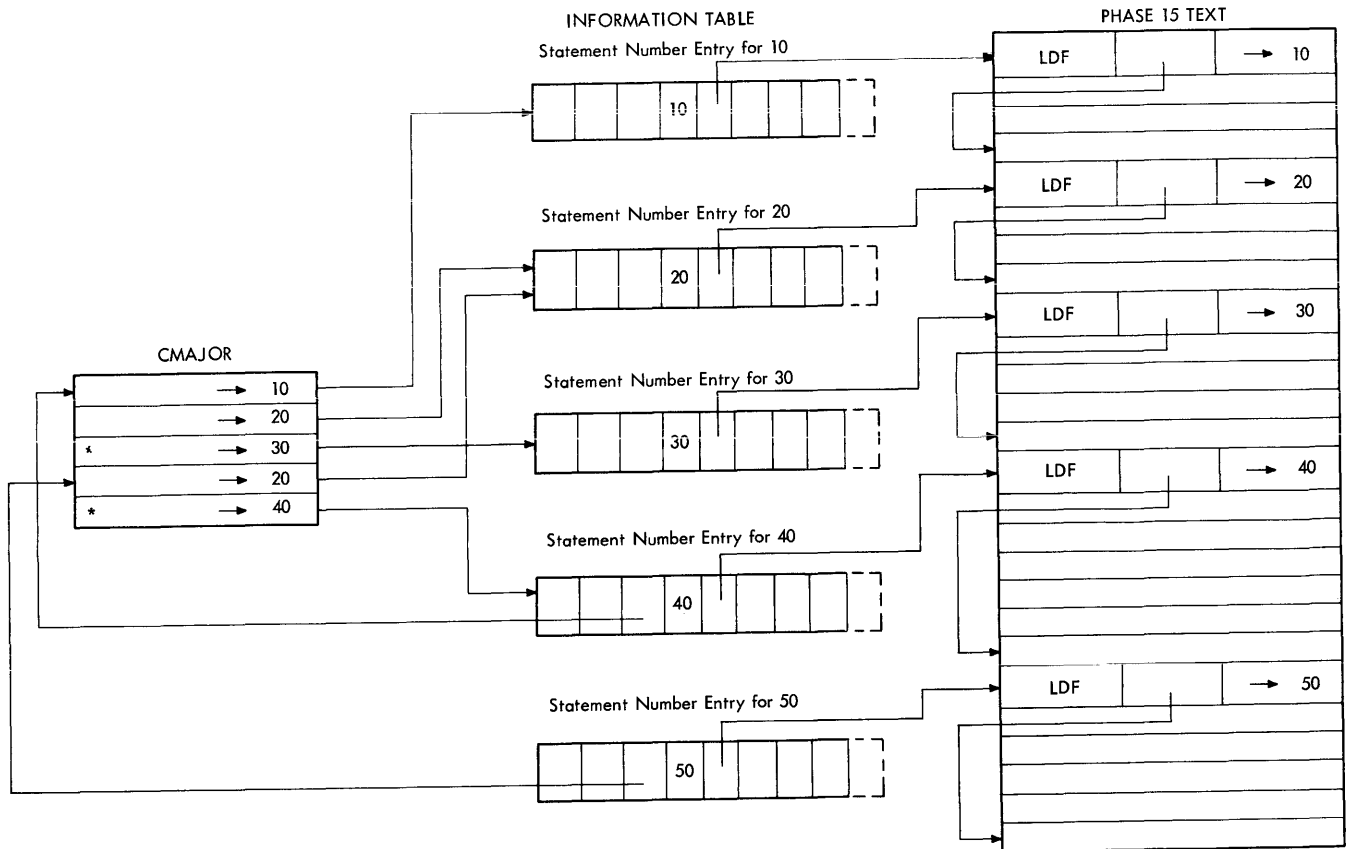 INFORMATION TABLE
PHASE 15 TEXT
Statement Number Entry for 10
10
LDF → 10
Statement Number Entry for 20
20
LDF → 20
Statement Number Entry for 30
30
LDF → 30
CMAJOR
→ 10
→ 20
* → 30
→ 20
* → 40
Statement Number Entry for 40
40
LDF → 40
Statement Number Entry for 50
50
LDF → 50